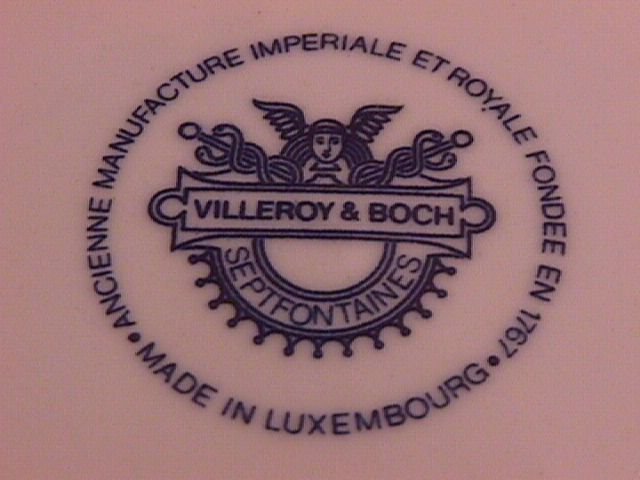 ANCIENNE MANUFACTURE IMPERIALE ET ROYALE FONDEE EN 1767
VILLEROY & BOCH
SEPTFONTAINES
• MADE IN LUXEMBOURG •